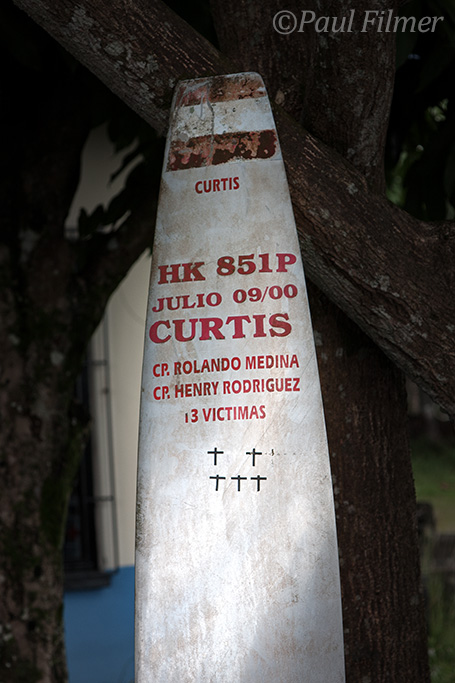 ©Paul Filmer
CURTIS
HK 851P
JULIO 09/00
CURTIS
CP. ROLANDO MEDINA
CP. HENRY RODRIGUEZ
13 VICTIMAS